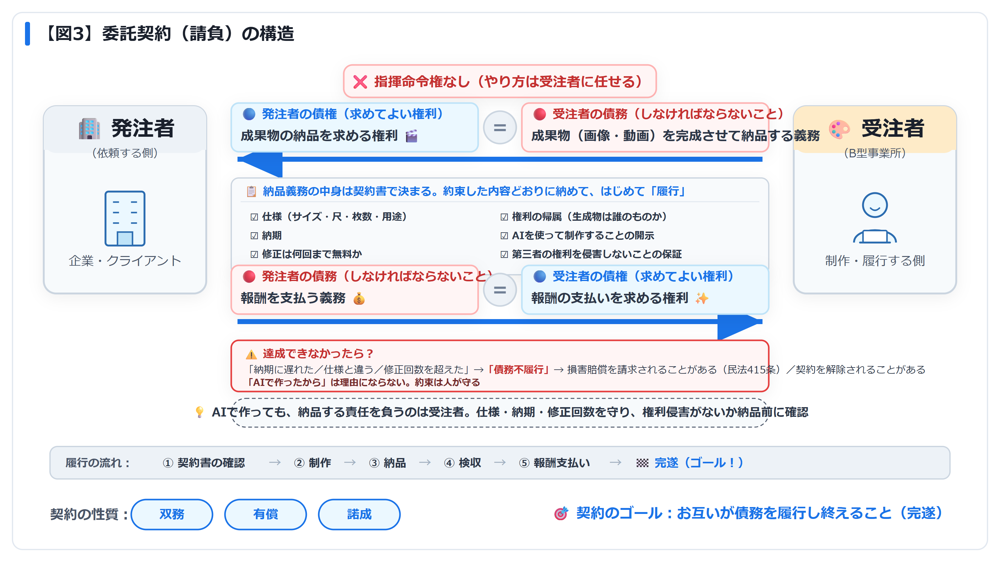 【図3】委託契約（請負）の構造
❌ 指揮命令権なし（やり方は受注者に任せる）
🏢 発注者
（依頼する側）
企業・クライアント
🔵 発注者の債権（求めてよい権利）
成果物の納品を求める権利 🎬
=
🔴 受注者の債務（しなければならないこと）
成果物（画像・動画）を完成させて納品する義務
🎨 受注者
（B型事業所）
制作・履行する側
📋 納品義務の中身は契約書で決まる。約束した内容どおりに納めて、はじめて「履行」
☑ 仕様（サイズ・尺・枚数・用途）
☑ 納期
☑ 修正は何回まで無料か
☑ 権利の帰属（生成物は誰のものか）
☑ AIを使って制作することの開示
☑ 第三者の権利を侵害しないことの保証
🔴 発注者の債務（しなければならないこと）
報酬を支払う義務 💰
=
🔵 受注者の債権（求めてよい権利）
報酬の支払いを求める権利 ✨
⚠️ 達成できなかったら？
「納期に遅れた／仕様と違う／修正回数を超えた」→「債務不履行」→ 損害賠償を請求されることがある（民法415条）／契約を解除されることがある
「AIで作ったから」は理由にならない。約束は人が守る
💡 AIで作っても、納品する責任を負うのは受注者。仕様・納期・修正回数を守り、権利侵害がないか納品前に確認
履行の流れ： ① 契約書の確認 → ② 制作 → ③ 納品 → ④ 検収 → ⑤ 報酬支払い → 🏁 完遂（ゴール！）
契約の性質： 双務 有償 諾成
🎯 契約のゴール：お互いが債務を履行し終えること（完遂）